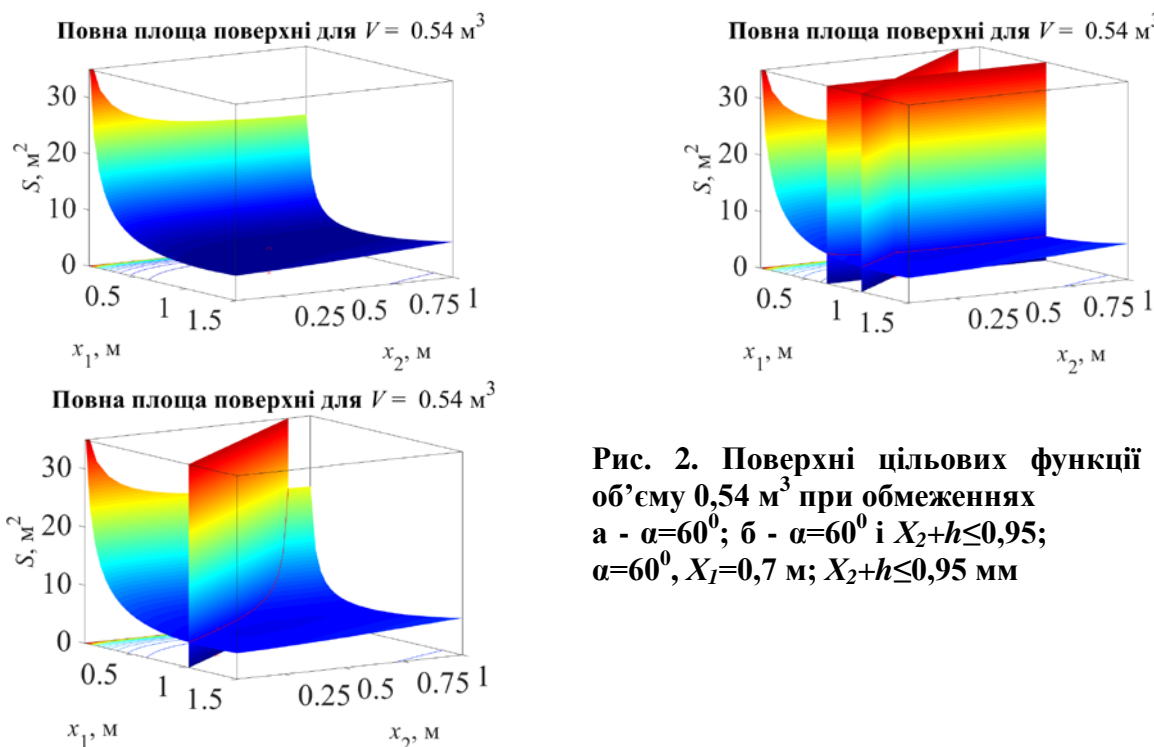 Повна площа поверхні для V = 0.54 м³
30
20
10
0
S, м²
0.5
1
1.5
x₁, м
0.25
0.5
0.75
1
x₂, м
Повна площа поверхні для V = 0.54 м³
30
20
10
0
S, м²
0.5
1
1.5
x₁, м
0.25
0.5
0.75
1
x₂, м
Повна площа поверхні для V = 0.54 м³
30
20
10
0
S, м²
0.5
1
1.5
x₁, м
0.25
0.5
0.75
1
x₂, м
Рис. 2. Поверхні цільових функції
об’єму 0,54 м³ при обмеженнях
а - α=60⁰; б - α=60⁰ і X₂+h≤0,95;
α=60⁰, X₁=0,7 м; X₂+h≤0,95 мм